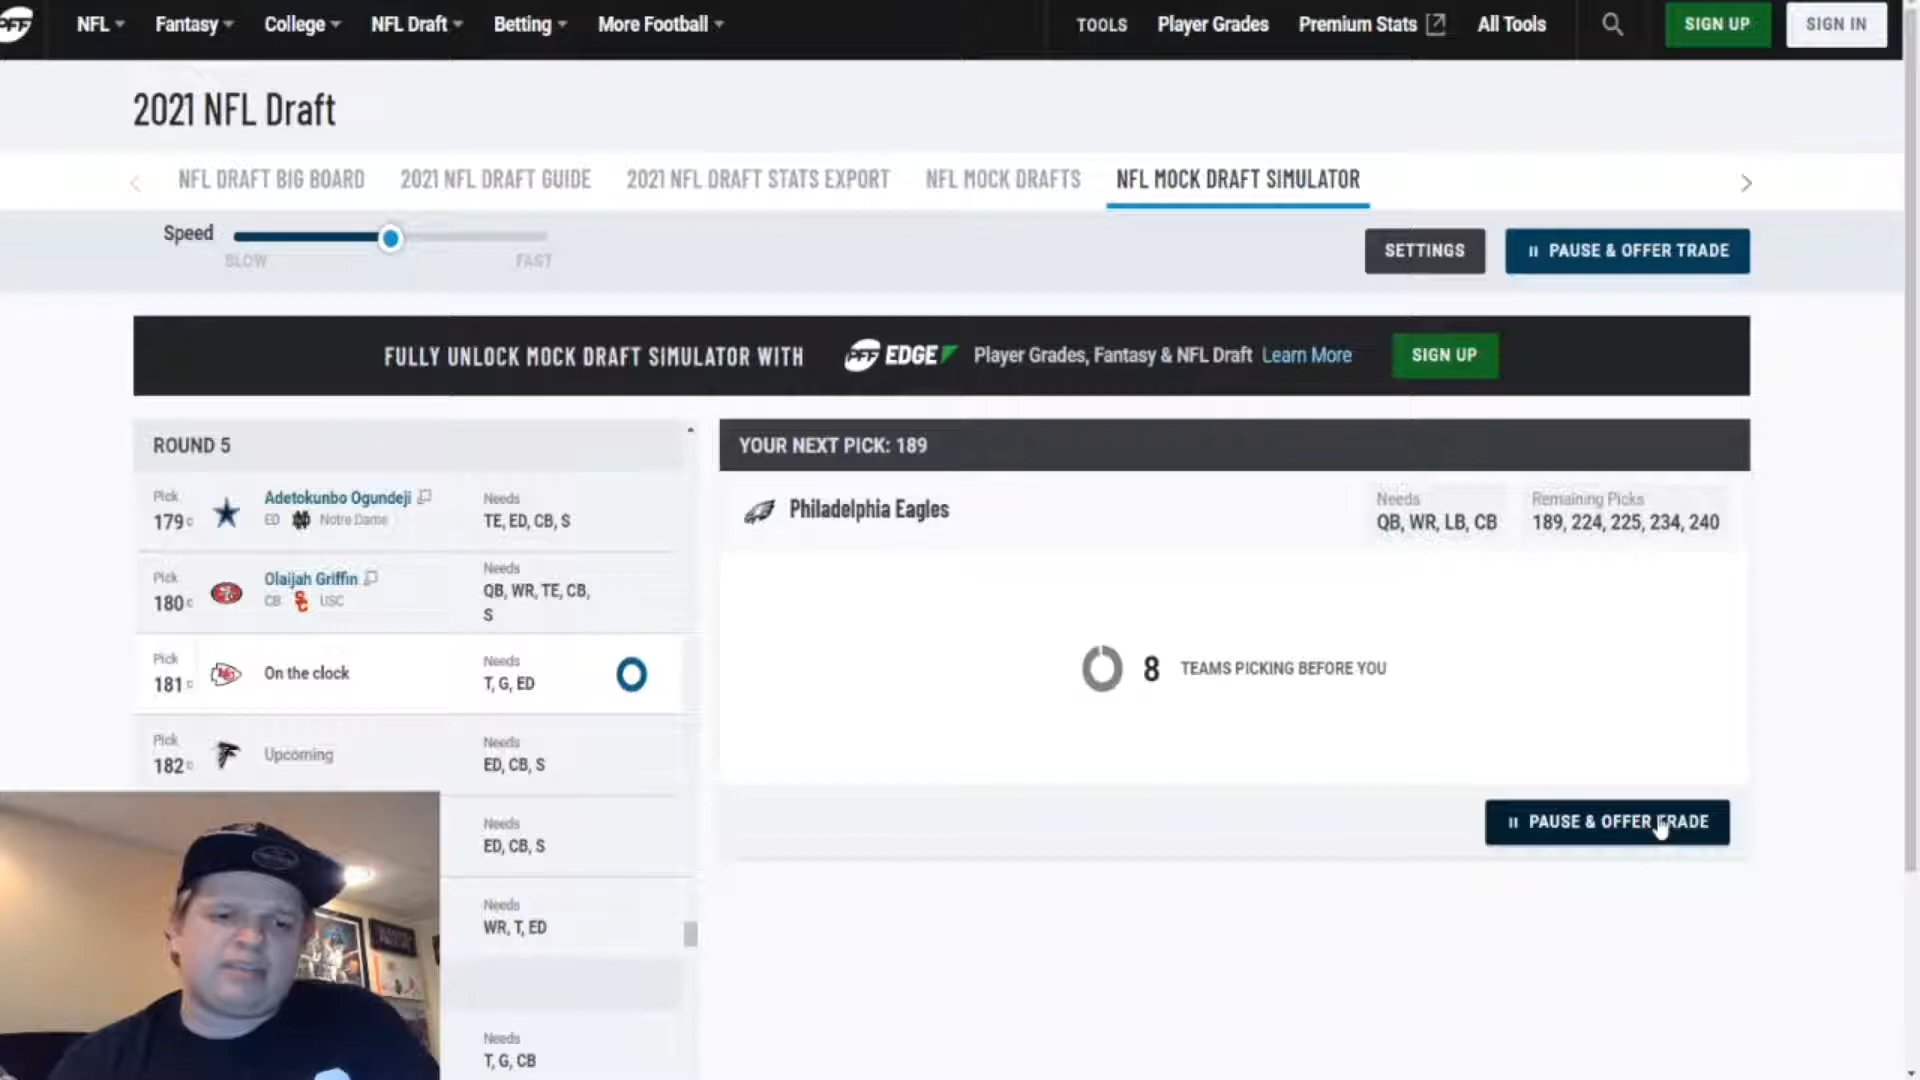 PFF NFL Fantasy College NFL Draft Betting More Football TOOLS Player Grades Premium Stats All Tools SIGN UP SIGN IN
2021 NFL Draft
NFL DRAFT BIG BOARD 2021 NFL DRAFT GUIDE 2021 NFL DRAFT STATS EXPORT NFL MOCK DRAFTS NFL MOCK DRAFT SIMULATOR
Speed
SLOW FAST
SETTINGS PAUSE & OFFER TRADE
FULLY UNLOCK MOCK DRAFT SIMULATOR WITH PFF EDGE Player Grades, Fantasy & NFL Draft Learn More SIGN UP
ROUND 5
Pick
179 c
Adetokunbo Ogundeji
ED Notre Dame
Needs
TE, ED, CB, S
Pick
180 c
Olaijah Griffin
CB SC USC
Needs
QB, WR, TE, CB,
S
Pick
181 c
On the clock
Needs
T, G, ED
Pick
182 c
Upcoming
Needs
ED, CB, S
Needs
ED, CB, S
Needs
WR, T, ED
Needs
T, G, CB
YOUR NEXT PICK: 189
Philadelphia Eagles
Needs
QB, WR, LB, CB
Remaining Picks
189, 224, 225, 234, 240
8 TEAMS PICKING BEFORE YOU
PAUSE & OFFER TRADE